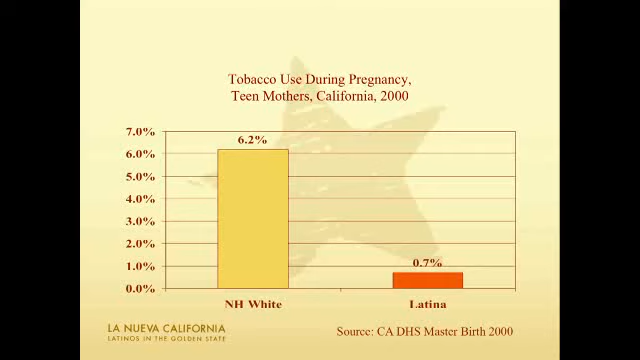 Tobacco Use During Pregnancy,
Teen Mothers, California, 2000
7.0%
6.0%
5.0%
4.0%
3.0%
2.0%
1.0%
0.0%
6.2%
0.7%
NH White
Latina
LA NUEVA CALIFORNIA
LATINOS IN THE GOLDEN STATE
Source: CA DHS Master Birth 2000